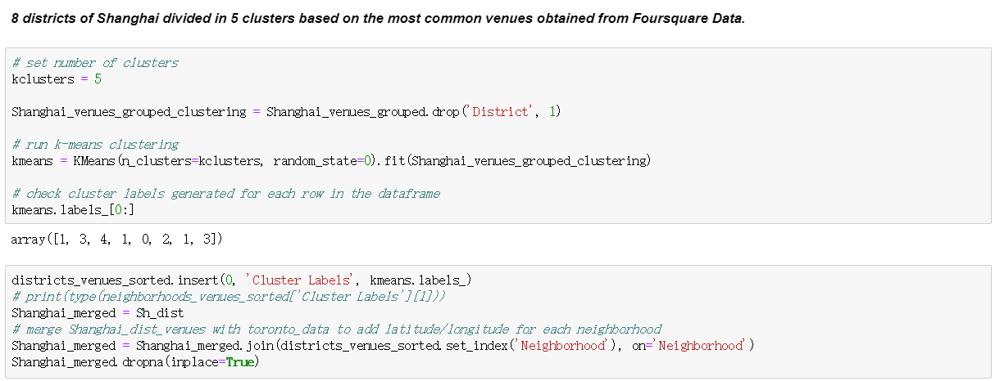 8 districts of Shanghai divided in 5 clusters based on the most common venues obtained from Foursquare Data.
# set number of clusters
kclusters = 5
Shanghai_venues_grouped_clustering = Shanghai_venues_grouped.drop('District', 1)
# run k-means clustering
kmeans = KMeans(n_clusters=kclusters, random_state=0).fit(Shanghai_venues_grouped_clustering)
# check cluster labels generated for each row in the dataframe
kmeans.labels_[0:]
array([1, 3, 4, 1, 0, 2, 1, 3])
districts_venues_sorted.insert(0, 'Cluster Labels', kmeans.labels_)
# print(type(neighborhoods_venues_sorted['Cluster Labels'][1]))
Shanghai_merged = Sh_dist
# merge Shanghai_dist_venues with toronto_data to add latitude/longitude for each neighborhood
Shanghai_merged = Shanghai_merged.join(districts_venues_sorted.set_index('Neighborhood'), on='Neighborhood')
Shanghai_merged.dropna(inplace=True)